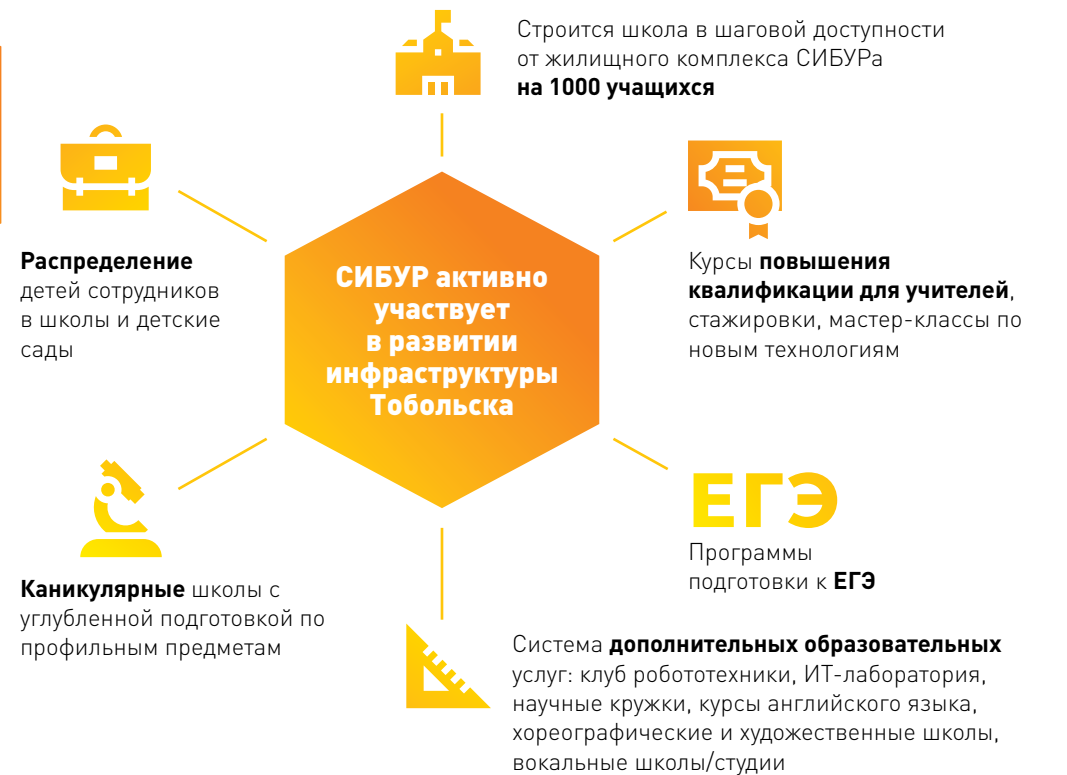 Строится школа в шаговой доступности
от жилищного комплекса СИБУРа
на 1000 учащихся
СИБУР активно
участвует
в развитии
инфраструктуры
Тобольска
Распределение
детей сотрудников
в школы и детские
сады
Курсы повышения
квалификации для учителей,
стажировки, мастер-классы по
новым технологиям
Каникулярные школы с
углубленной подготовкой по
профильным предметам
ЕГЭ
Программы
подготовки к ЕГЭ
Система дополнительных образовательных
услуг: клуб робототехники, ИТ-лаборатория,
научные кружки, курсы английского языка,
хореографические и художественные школы,
вокальные школы/студии